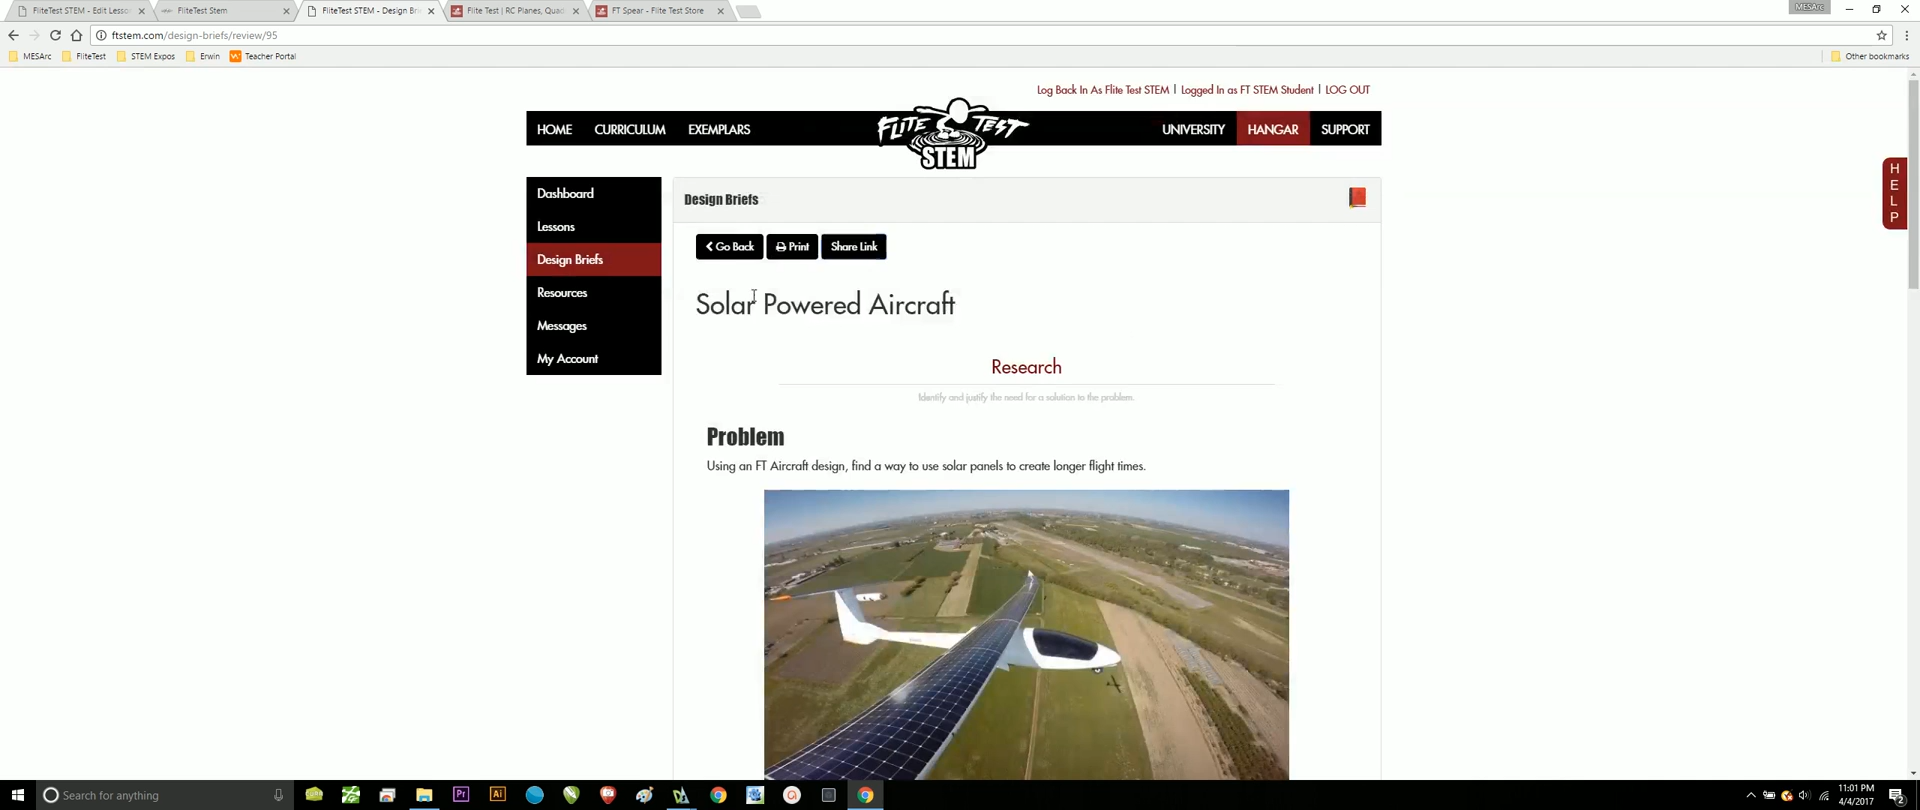 FliteTest STEM - Edit Lesso
FliteTest Stem
FliteTest STEM - Design Bri
Flite Test | RC Planes, Quad
FT Spear - Flite Test Store
MESArc
ftstem.com/design-briefs/review/95
MESArc
FliteTest
STEM Expos
Erwin
Teacher Portal
Other bookmarks
Log Back In As Flite Test STEM | Logged In as FT STEM Student | LOG OUT
HOME
CURRICULUM
EXEMPLARS
FLITE TEST
STEM
UNIVERSITY
HANGAR
SUPPORT
HELP
Dashboard
Lessons
Design Briefs
Resources
Messages
My Account
Design Briefs
Go Back
Print
Share Link
Solar Powered Aircraft
Research
Identify and justify the need for a solution to the problem.
Problem
Using an FT Aircraft design, find a way to use solar panels to create longer flight times.
Search for anything
Pr
Ai
11:01 PM
4/4/2017
2